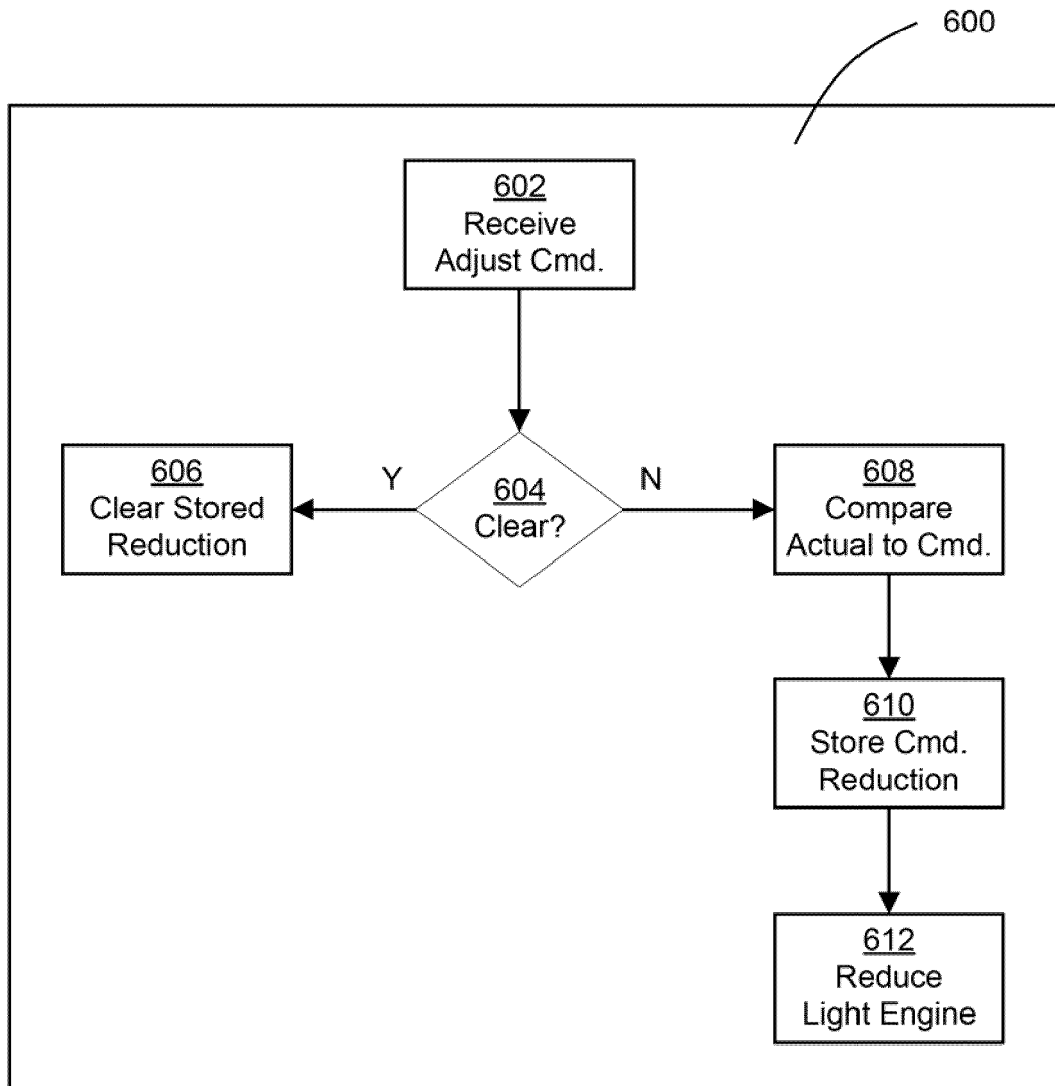 600
602
Receive
Adjust Cmd.
606
Clear Stored
Reduction
Y
604
Clear?
N
608
Compare
Actual to Cmd.
610
Store Cmd.
Reduction
612
Reduce
Light Engine